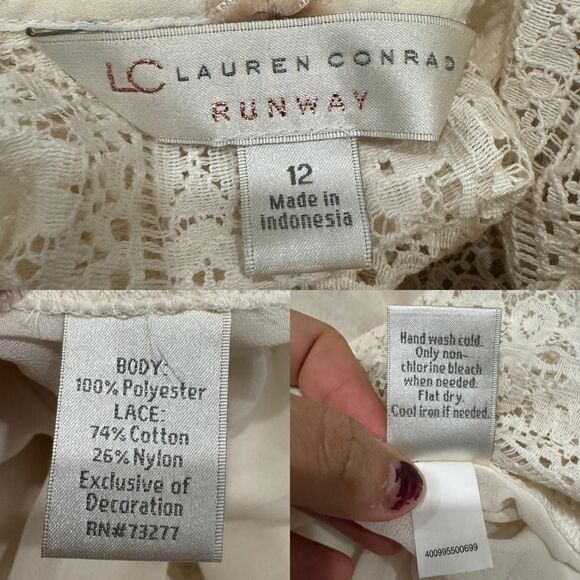 LC LAUREN CONRAD
RUNWAY
12
Made in
indonesia
BODY:
100% Polyester
LACE:
74% Cotton
26% Nylon
Exclusive of
Decoration
RN#73277
Hand wash cold.
Only non-
chlorine bleach
when needed.
Flat dry.
Cool iron if needed.
400995500699